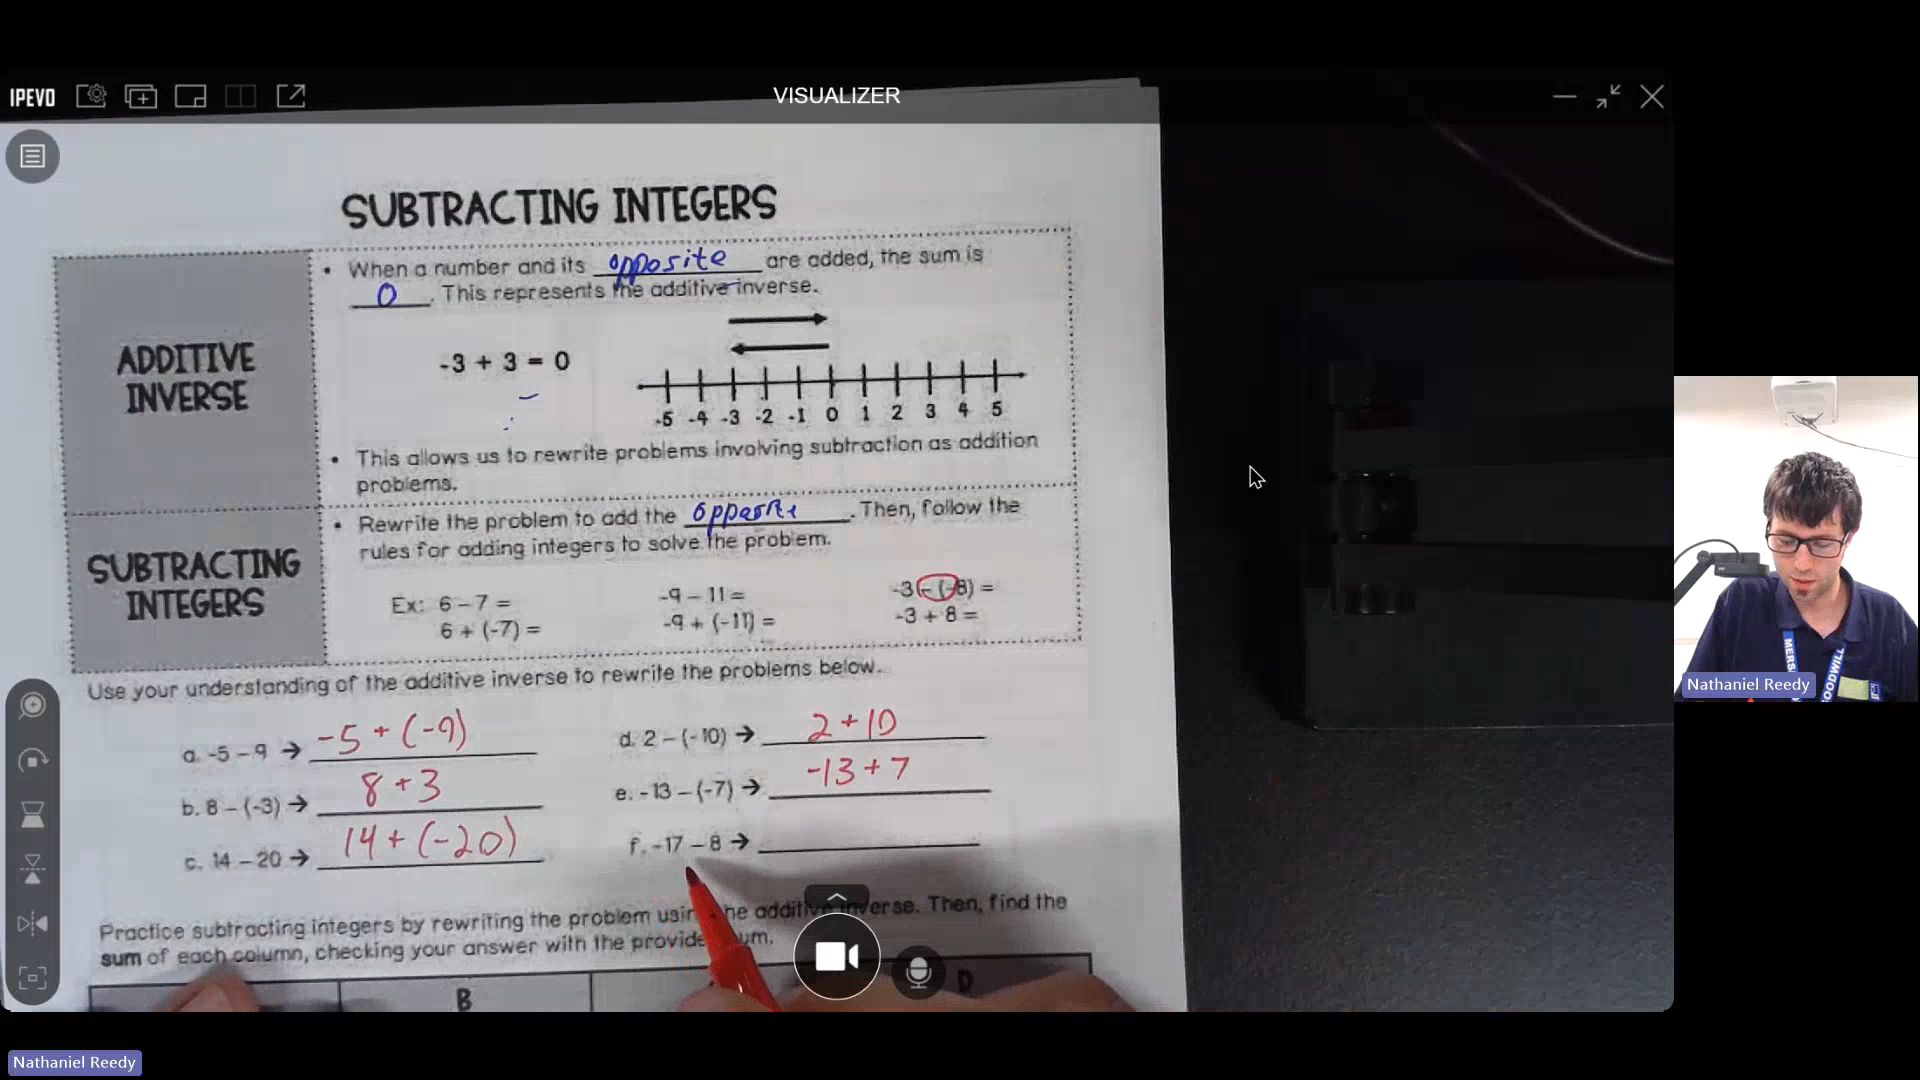 IPEVO
VISUALIZER
SUBTRACTING INTEGERS
ADDITIVE INVERSE
• When a number and its opposite are added, the sum is
0. This represents the additive inverse.
-3 + 3 = 0
-5 -4 -3 -2 -1 0 1 2 3 4 5
• This allows us to rewrite problems involving subtraction as addition
problems.
SUBTRACTING INTEGERS
• Rewrite the problem to add the opposite. Then, follow the
rules for adding integers to solve the problem.
Ex: 6 – 7 =
6 + (-7) =
-9 – 11 =
-9 + (-11) =
-3 – (-8) =
-3 + 8 =
Use your understanding of the additive inverse to rewrite the problems below.
a. -5 – 9 → -5 + (-9)
b. 8 – (-3) → 8 + 3
c. 14 – 20 → 14 + (-20)
d. 2 – (-10) → 2 + 10
e. -13 – (-7) → -13 + 7
f. -17 – 8 →
Practice subtracting integers by rewriting the problem using the additive inverse. Then, find the
sum of each column, checking your answer with the provided sum.
B
D
MERS
GOODWILL
Nathaniel Reedy
Nathaniel Reedy